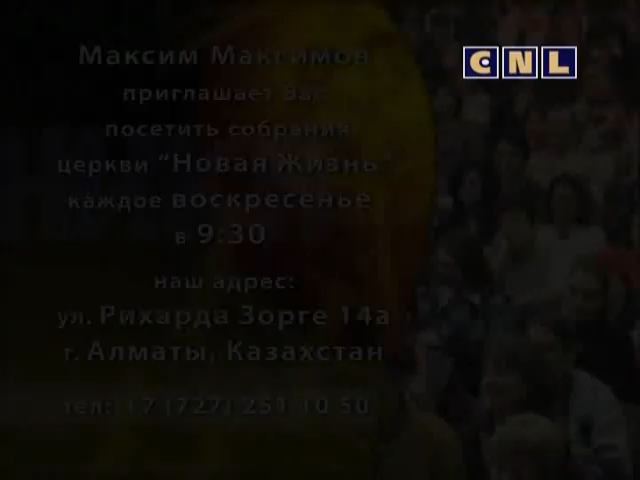 CNL
Максим Максимов
приглашает Вас
посетить собрания
церкви "Новая Жизнь"
каждое воскресенье
в 9:30
наш адрес:
ул. Рихарда Зорге 14а
г. Алматы, Казахстан
тел: +7 (727) 251 10 50